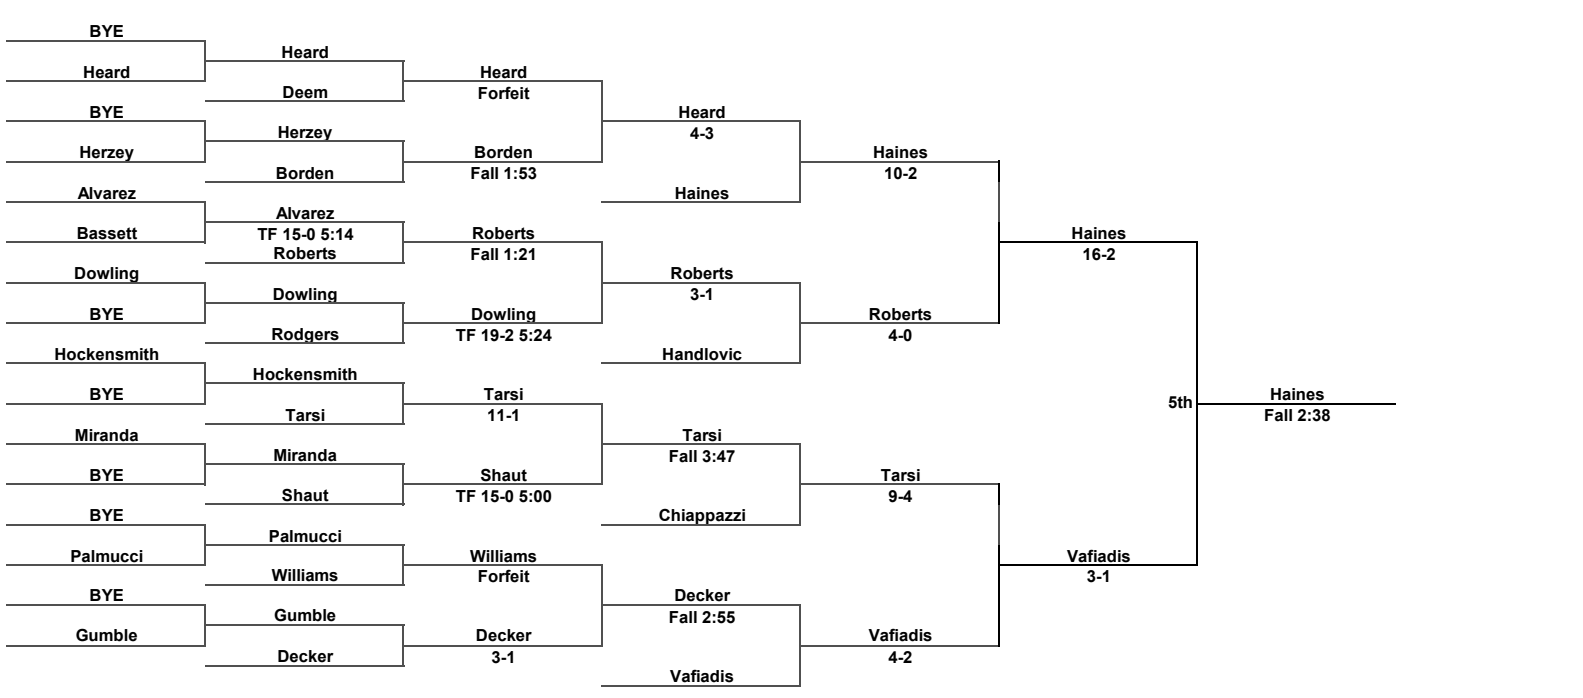 BYE
Heard
BYE
Herzey
Alvarez
Bassett
Dowling
BYE
Hockensmith
BYE
Miranda
BYE
BYE
Palmucci
BYE
Gumble
Heard
Deem
Herzey
Borden
Alvarez
TF 15-0 5:14
Roberts
Dowling
Rodgers
Hockensmith
Tarsi
Miranda
Shaut
Palmucci
Williams
Gumble
Decker
Heard
Forfeit
Borden
Fall 1:53
Roberts
Fall 1:21
Dowling
TF 19-2 5:24
Tarsi
11-1
Shaut
TF 15-0 5:00
Williams
Forfeit
Decker
3-1
Heard
4-3
Haines
Roberts
3-1
Handlovic
Tarsi
Fall 3:47
Chiappazzi
Decker
Fall 2:55
Vafiadis
Haines
10-2
Roberts
4-0
Tarsi
9-4
Vafiadis
4-2
Haines
16-2
Vafiadis
3-1
5th
Haines
Fall 2:38